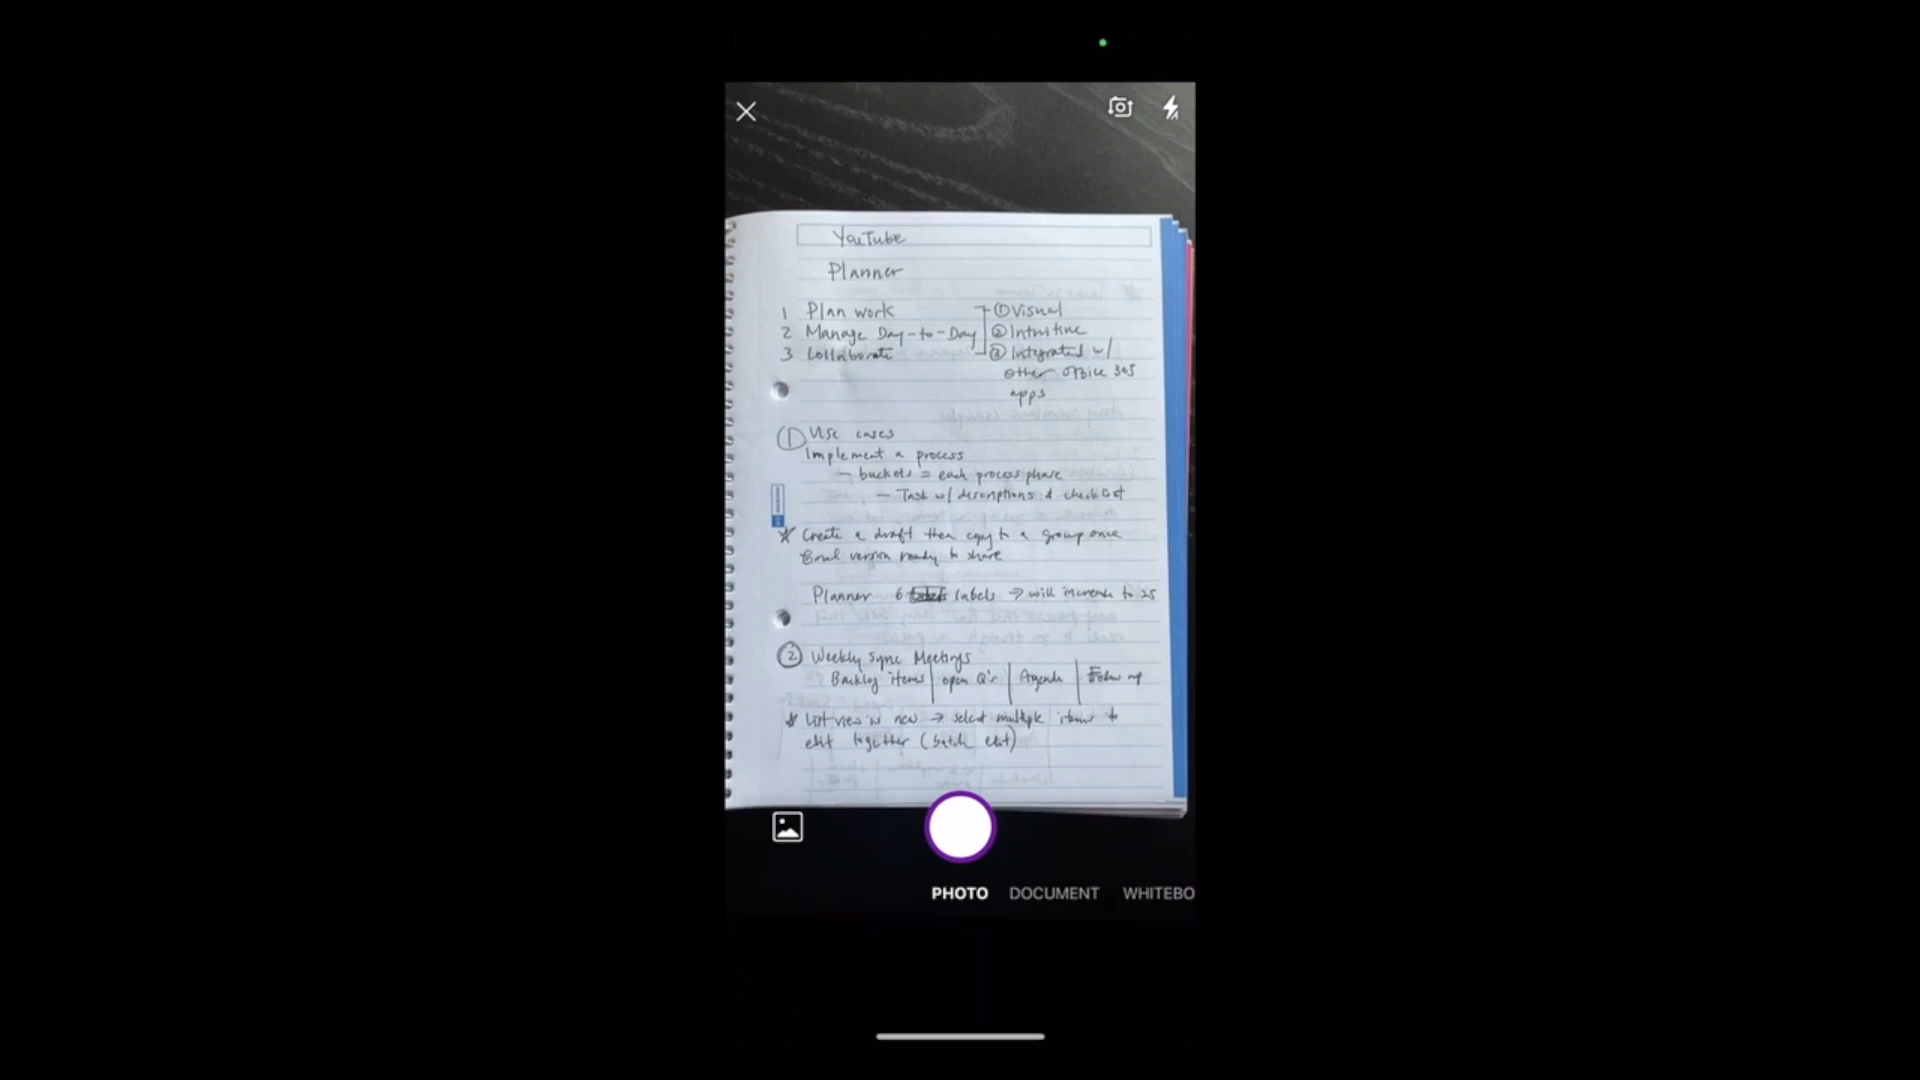 YouTube
Planner
1 Plan work
2 Manage Day-to-Day
3 Collaborate
① Visual
② Intuitive
③ Integrated w/
other Office 365
apps
① Use cases
Implement a process
- buckets = each process phase
- Task w/ descriptions & checklist
☆ Create a draft then copy to a group once
final version ready to share
Planner 6 labels → will increase to 25
② Weekly Sync Meetings
Backlog items | open Q's | Agenda | Follow up
☆ List view is new → select multiple items to
edit together (batch edit)
PHOTO DOCUMENT WHITEBO